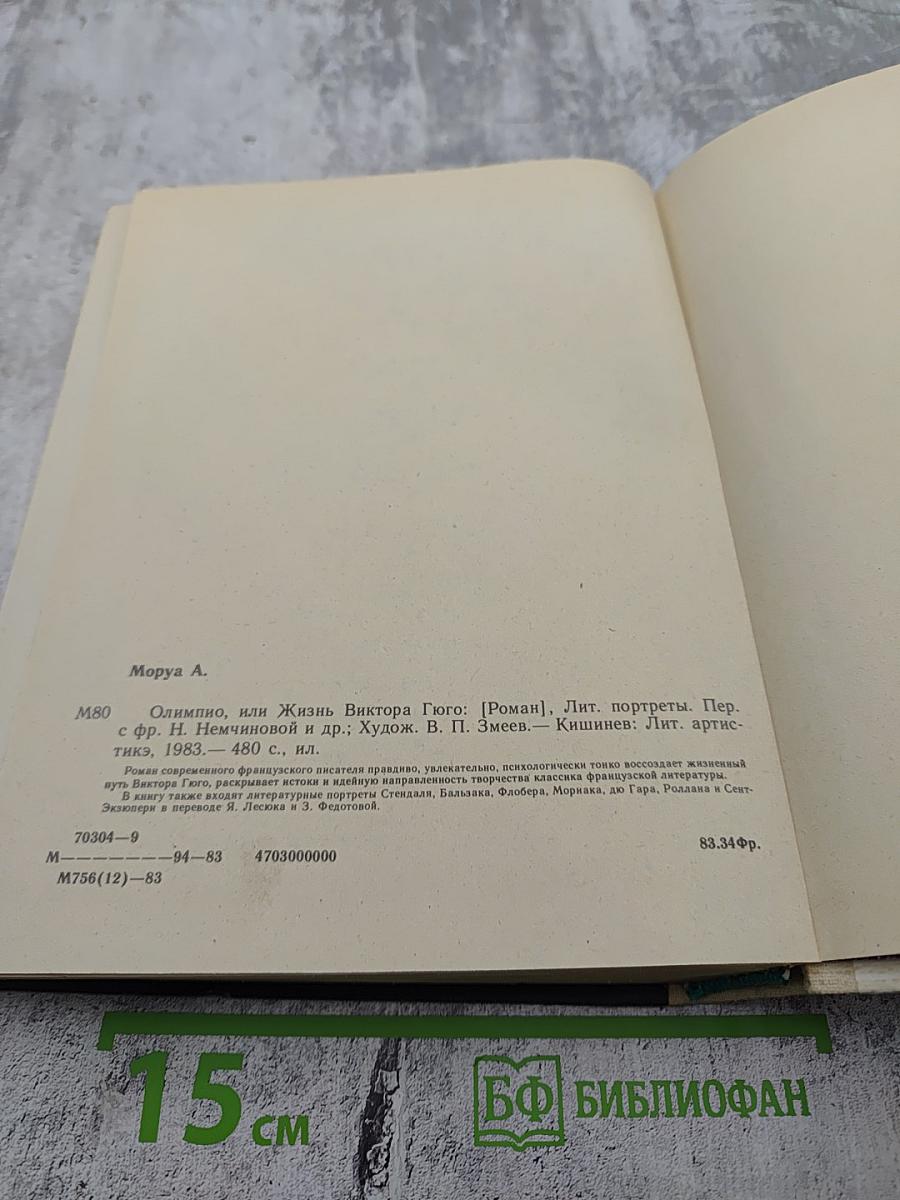 Моруа А.
М80 Олимпио, или Жизнь Виктора Гюго: [Роман], Лит. портреты. Пер.
с фр. Н. Немчиновой и др.; Худож. В. П. Змеев.— Кишинев: Лит. артис-
тикэ, 1983.— 480 с., ил.
Роман современного французского писателя правдиво, увлекательно, психологически тонко воссоздает жизненный
путь Виктора Гюго, раскрывает истоки и идейную направленность творчества классика французской литературы.
В книгу также входят литературные портреты Стендаля, Бальзака, Флобера, Мориака, дю Гара, Роллана и Сент-
Экзюпери в переводе Я. Лесюка и З. Федотовой.
70304—9
М———————94—83 4703000000 83.34Фр.
М756(12)—83
15 см БФ БИБЛИОФАН